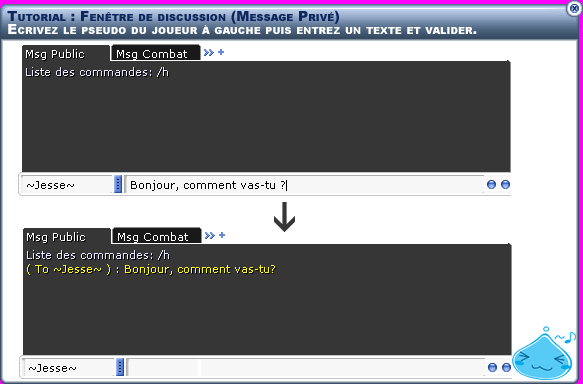 Tutorial : Fenêtre de discussion (Message Privé)
Ecrivez le pseudo du joueur à gauche puis entrez un texte et valider.
Msg Public Msg Combat
Liste des commandes: /h
~Jesse~ Bonjour, comment vas-tu ?
Msg Public Msg Combat
Liste des commandes: /h
( To ~Jesse~ ) : Bonjour, comment vas-tu?
~Jesse~